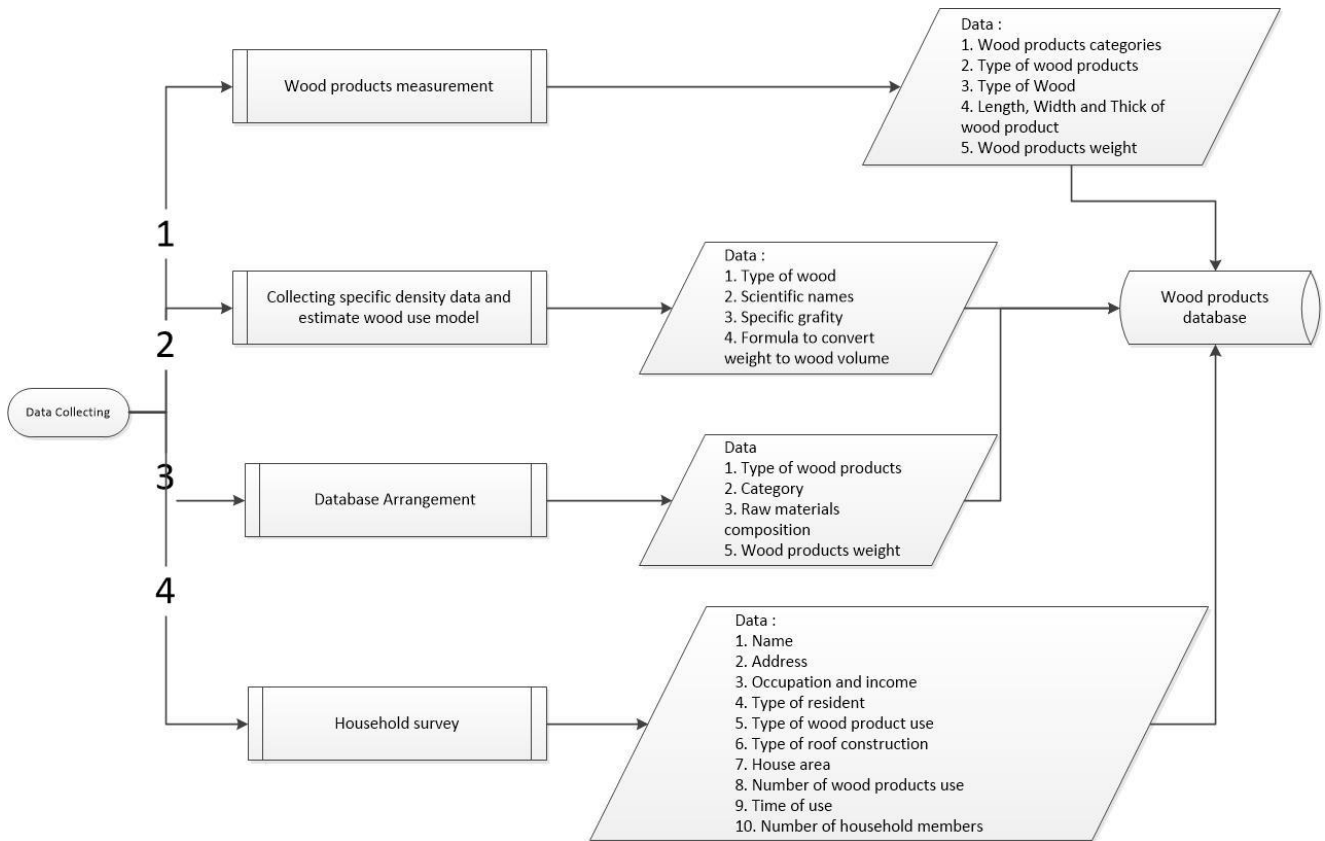 Data Collecting
1
Wood products measurement
Data :
1. Wood products categories
2. Type of wood products
3. Type of Wood
4. Length, Width and Thick of
wood product
5. Wood products weight
2
Collecting specific density data and
estimate wood use model
Data :
1. Type of wood
2. Scientific names
3. Specific grafity
4. Formula to convert
weight to wood volume
Wood products
database
3
Database Arrangement
Data
1. Type of wood products
2. Category
3. Raw materials
composition
5. Wood products weight
4
Household survey
Data :
1. Name
2. Address
3. Occupation and income
4. Type of resident
5. Type of wood product use
6. Type of roof construction
7. House area
8. Number of wood products use
9. Time of use
10. Number of household members